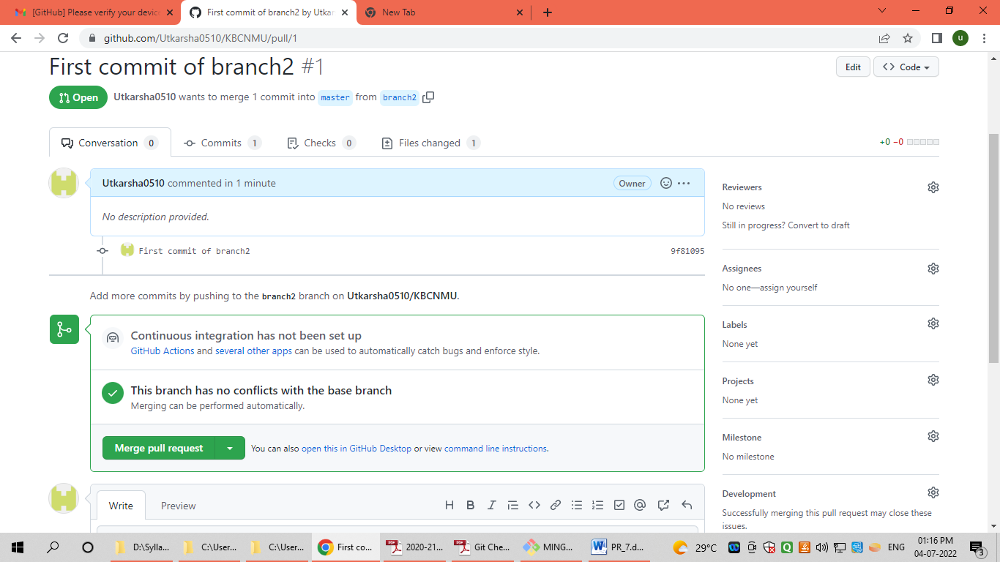 [GitHub] Please verify your device
First commit of branch2 by Utkar
New Tab
github.com/Utkarsha0510/KBCNMU/pull/1
u
First commit of branch2 #1
Edit
Code
Open
Utkarsha0510 wants to merge 1 commit into master from branch2
Conversation 0
Commits 1
Checks 0
Files changed 1
+0 −0
Utkarsha0510 commented in 1 minute
Owner
No description provided.
First commit of branch2
9f81095
Add more commits by pushing to the branch2 branch on Utkarsha0510/KBCNMU.
Continuous integration has not been set up
GitHub Actions and several other apps can be used to automatically catch bugs and enforce style.
This branch has no conflicts with the base branch
Merging can be performed automatically.
Merge pull request
You can also open this in GitHub Desktop or view command line instructions.
Write
Preview
Reviewers
No reviews
Still in progress? Convert to draft
Assignees
No one—assign yourself
Labels
None yet
Projects
None yet
Milestone
No milestone
Development
Successfully merging this pull request may close these
issues.
D:\Sylla...
C:\User...
C:\User...
First co...
2020-21...
Git Che...
MING...
PR_7.d...
29°C
ENG
01:16 PM
04-07-2022
3